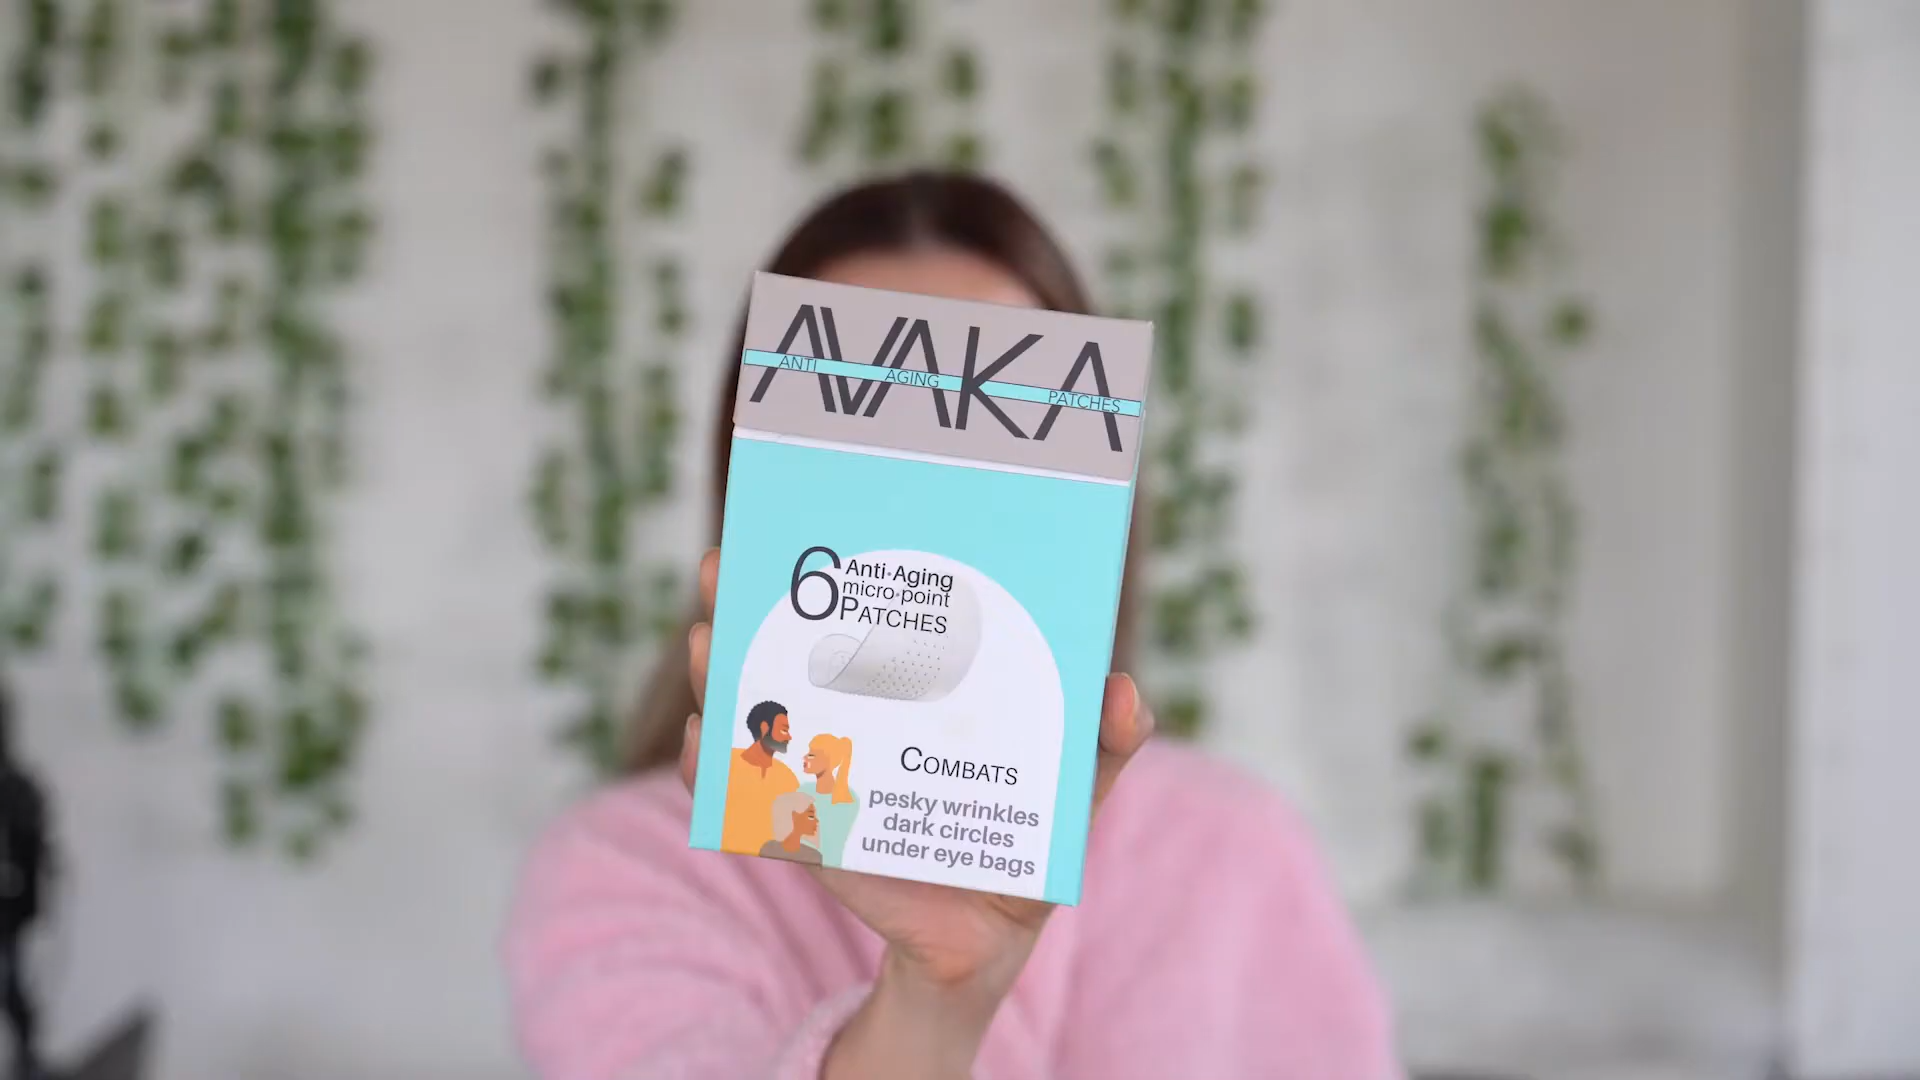 AVAKA
ANTI AGING PATCHES
6 Anti·Aging
micro·point
PATCHES
COMBATS
pesky wrinkles
dark circles
under eye bags